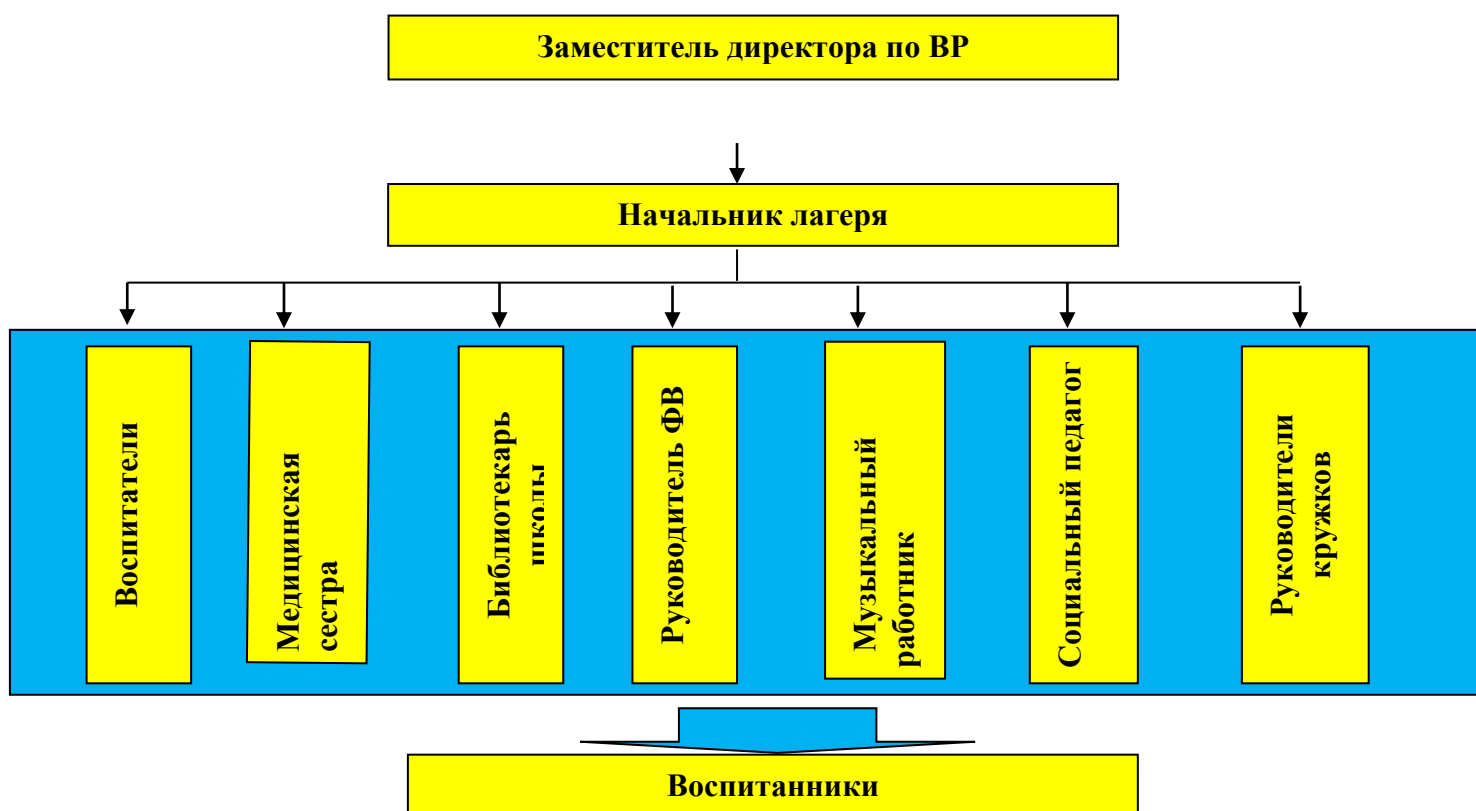 Заместитель директора по ВР
Начальник лагеря
Воспитатели
Медицинская
сестра
Библиотекарь
школы
Руководитель ФВ
Музыкальный
работник
Социальный педагог
Руководители
кружков
Воспитанники